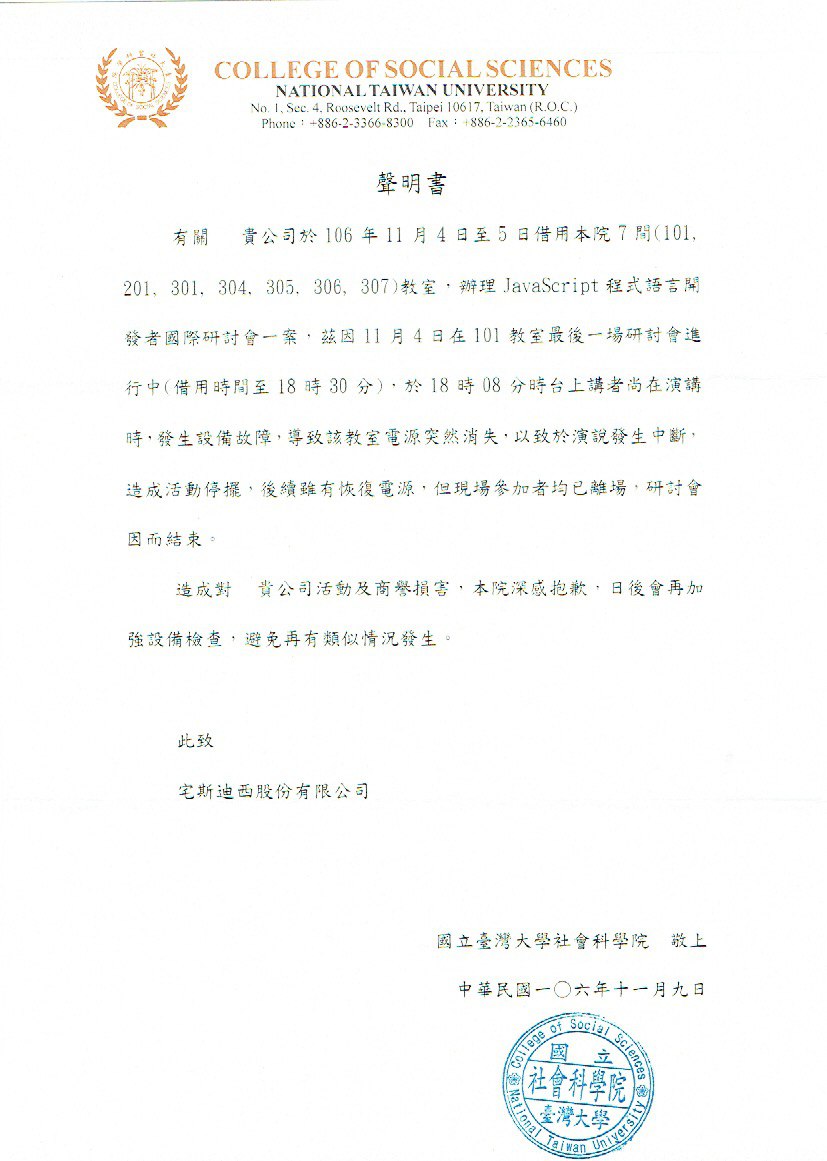 COLLEGE OF SOCIAL SCIENCES
NATIONAL TAIWAN UNIVERSITY
No. 1, Sec. 4, Roosevelt Rd., Taipei 10617, Taiwan (R.O.C.)
Phone：+886-2-3366-8300 Fax：+886-2-2365-6460
聲明書
有關 貴公司於 106 年 11 月 4 日至 5 日借用本院 7 間(101,
201, 301, 304, 305, 306, 307)教室，辦理 JavaScript 程式語言開
發者國際研討會一案，茲因 11 月 4 日在 101 教室最後一場研討會進
行中(借用時間至 18 時 30 分)，於 18 時 08 分時台上講者尚在演講
時，發生設備故障，導致該教室電源突然消失，以致於演說發生中斷，
造成活動停擺，後續雖有恢復電源，但現場參加者均已離場，研討會
因而結束。
造成對 貴公司活動及商譽損害，本院深感抱歉，日後會再加
強設備檢查，避免再有類似情況發生。
此致
宅斯迪西股份有限公司
國立臺灣大學社會科學院 敬上
中華民國一〇六年十一月九日
College of Social Sciences
國立
社會科學院
臺灣大學
National Taiwan University